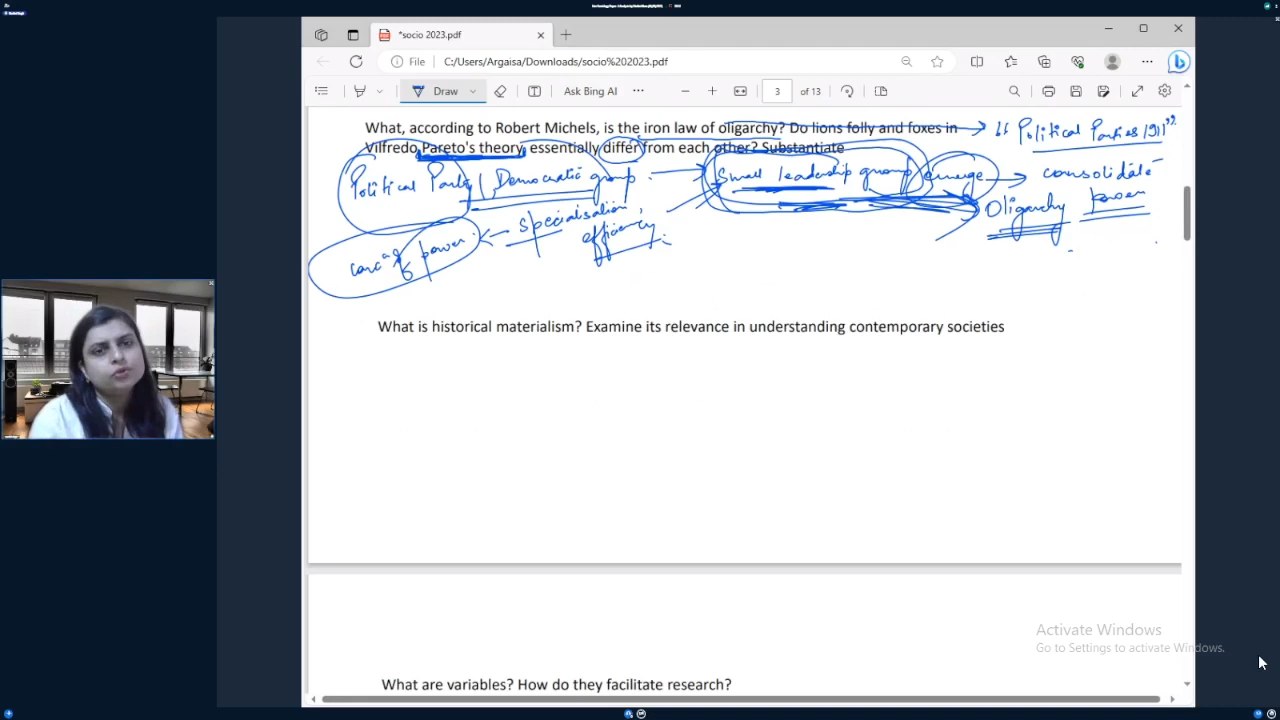 *socio 2023.pdf
File
C:/Users/Argaisa/Downloads/socio%202023.pdf
Draw
Ask Bing AI
3 of 13
What, according to Robert Michels, is the iron law of oligarchy? Do lions folly and foxes in
Vilfredo Pareto's theory, essentially differ from each other? Substantiate
"Political Parties 1911"
Political Party / Democratic group
Small leadership group emerge
consolidate
power
Oligarchy
specialisation,
efficiency
power
What is historical materialism? Examine its relevance in understanding contemporary societies
Activate Windows
Go to Settings to activate Windows.
What are variables? How do they facilitate research?